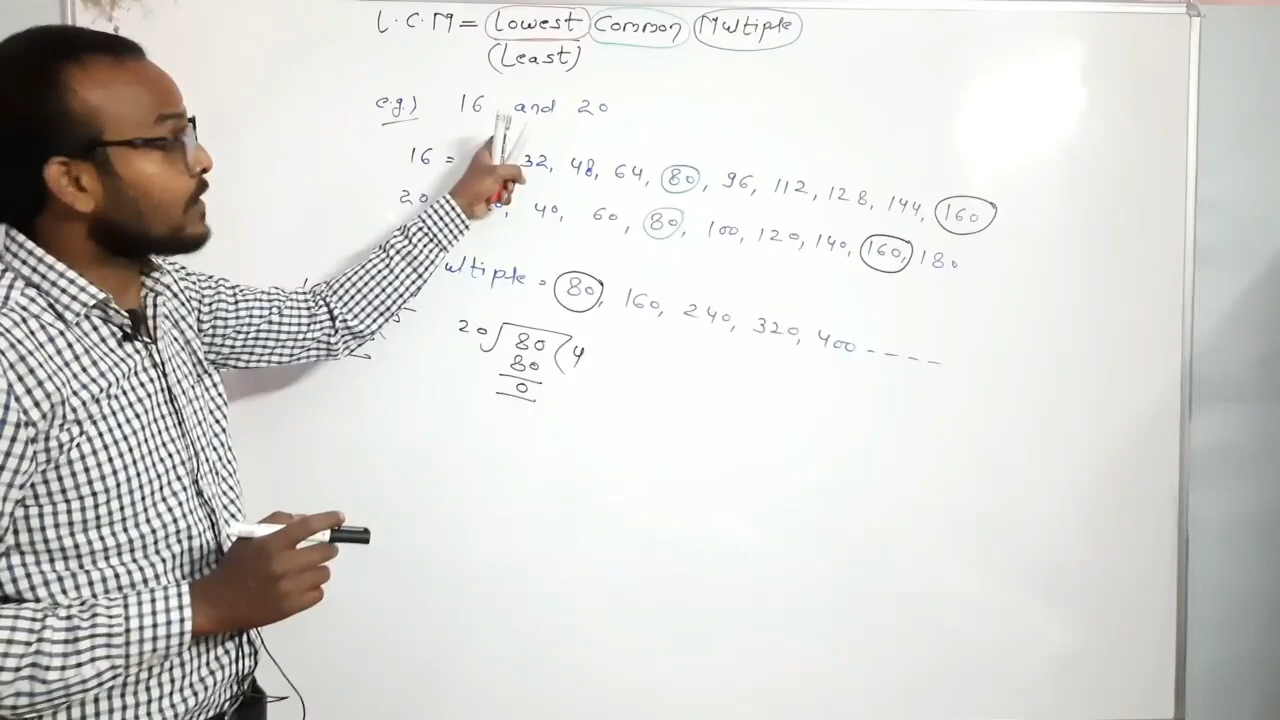 L.C.M = Lowest Common Multiple
(Least)
e.g.) 16 and 20
16 = 32, 48, 64, 80, 96, 112, 128, 144, 160
20 40, 60, 80, 100, 120, 140, 160, 180
ultiple = 80, 160, 240, 320, 400 - - - -
20 80 4
80
0